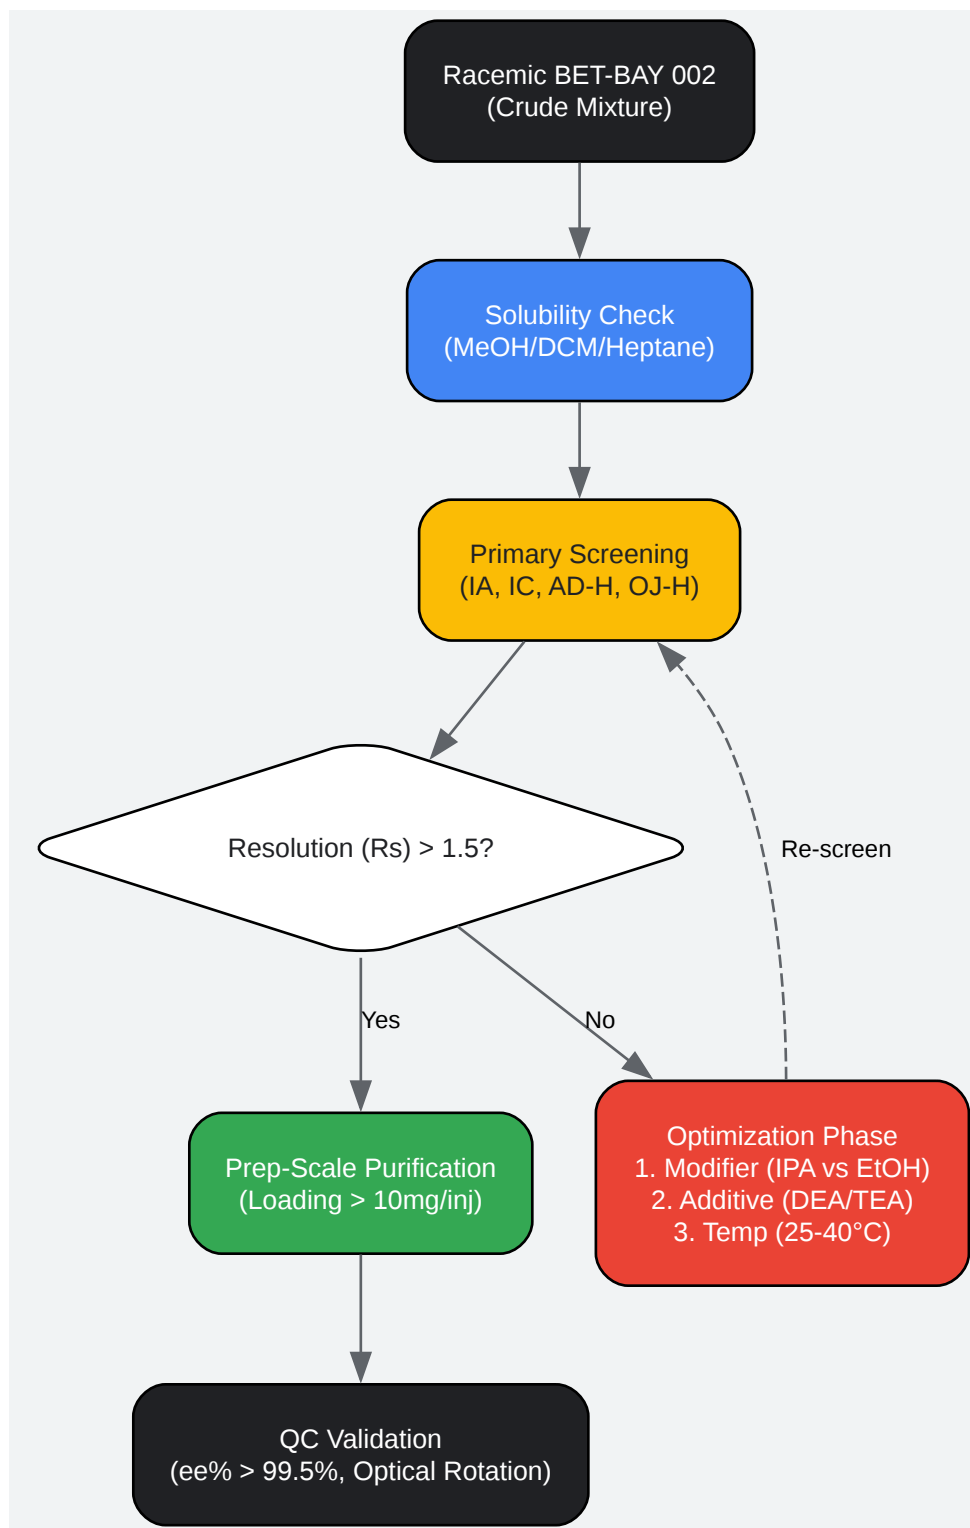 Racemic BET-BAY 002
(Crude Mixture)
Solubility Check
(MeOH/DCM/Heptane)
Primary Screening
(IA, IC, AD-H, OJ-H)
Resolution (Rs) > 1.5?
Re-screen
Yes
No
Optimization Phase
1. Modifier (IPA vs EtOH)
2. Additive (DEA/TEA)
3. Temp (25-40°C)
Prep-Scale Purification
(Loading > 10mg/inj)
QC Validation
(ee% > 99.5%, Optical Rotation)